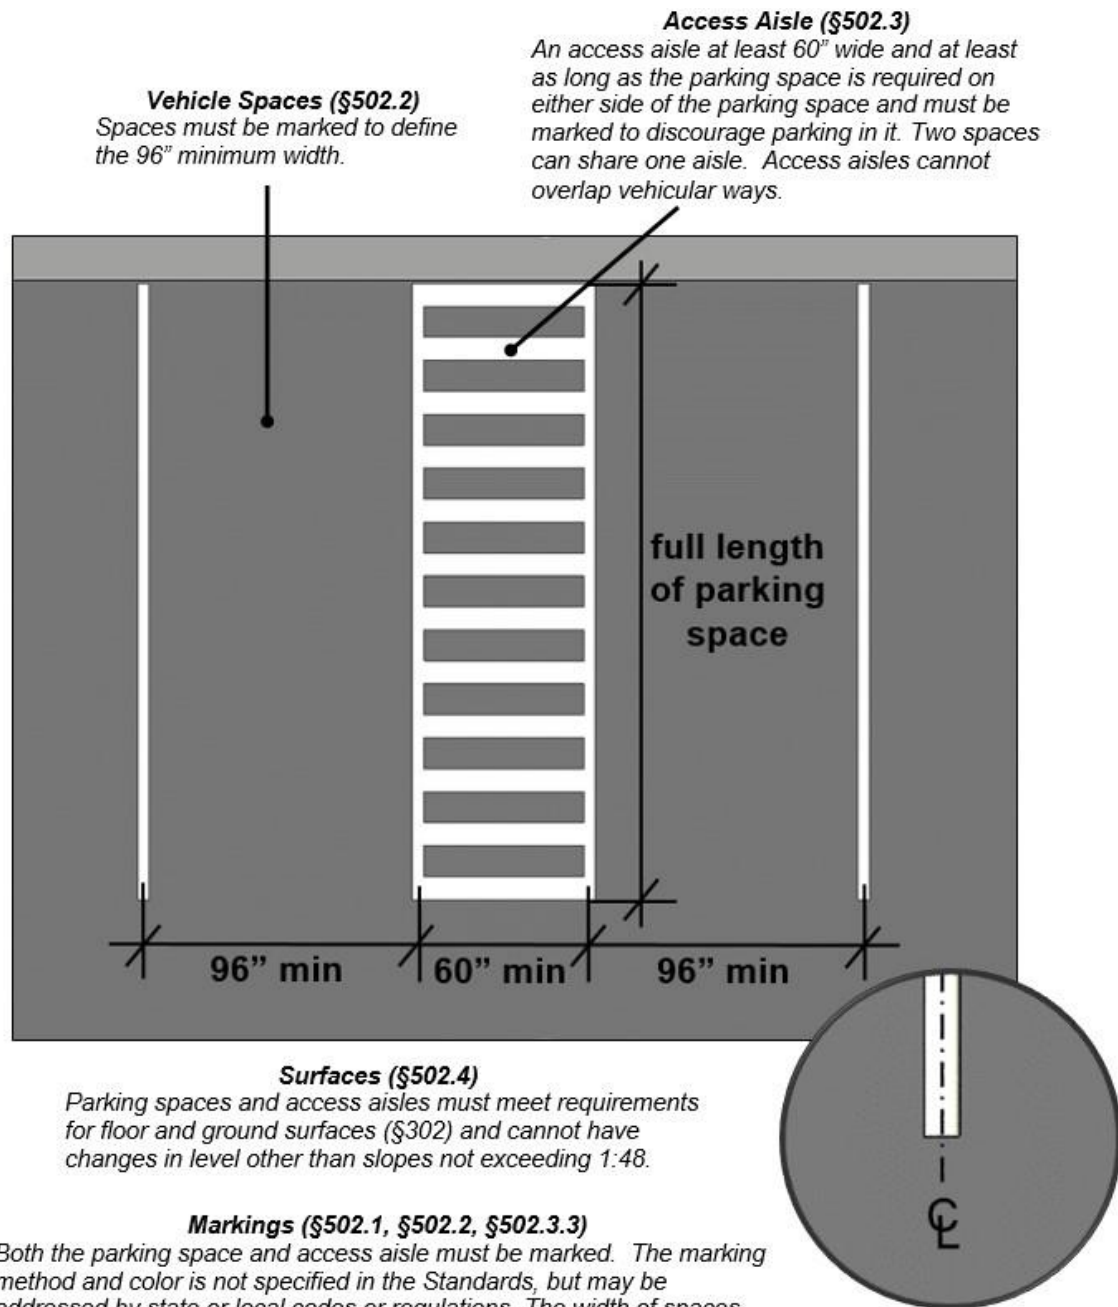 Access Aisle (§502.3)
An access aisle at least 60” wide and at least
as long as the parking space is required on
either side of the parking space and must be
marked to discourage parking in it. Two spaces
can share one aisle. Access aisles cannot
overlap vehicular ways.
Vehicle Spaces (§502.2)
Spaces must be marked to define
the 96” minimum width.
full length
of parking
space
96” min
60” min
96” min
Surfaces (§502.4)
Parking spaces and access aisles must meet requirements
for floor and ground surfaces (§302) and cannot have
changes in level other than slopes not exceeding 1:48.
℄
Markings (§502.1, §502.2, §502.3.3)
Both the parking space and access aisle must be marked. The marking
method and color is not specified in the Standards, but may be
addressed by state or local codes or regulations. The width of spaces